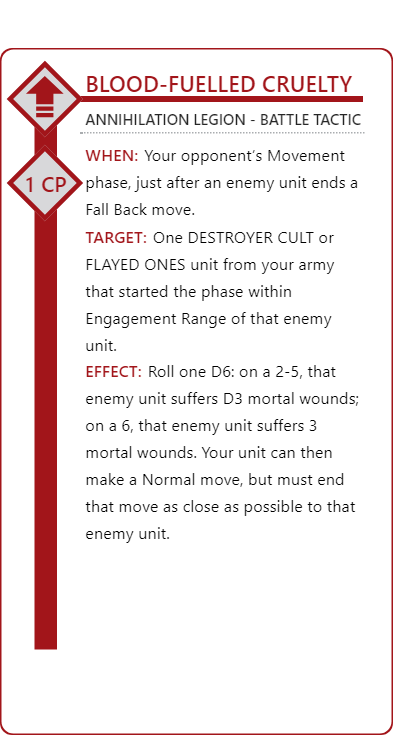 BLOOD-FUELLED CRUELTY
ANNIHILATION LEGION - BATTLE TACTIC
1 CP
WHEN: Your opponent's Movement
phase, just after an enemy unit ends a
Fall Back move.
TARGET: One DESTROYER CULT or
FLAYED ONES unit from your army
that started the phase within
Engagement Range of that enemy
unit.
EFFECT: Roll one D6: on a 2-5, that
enemy unit suffers D3 mortal wounds;
on a 6, that enemy unit suffers 3
mortal wounds. Your unit can then
make a Normal move, but must end
that move as close as possible to that
enemy unit.